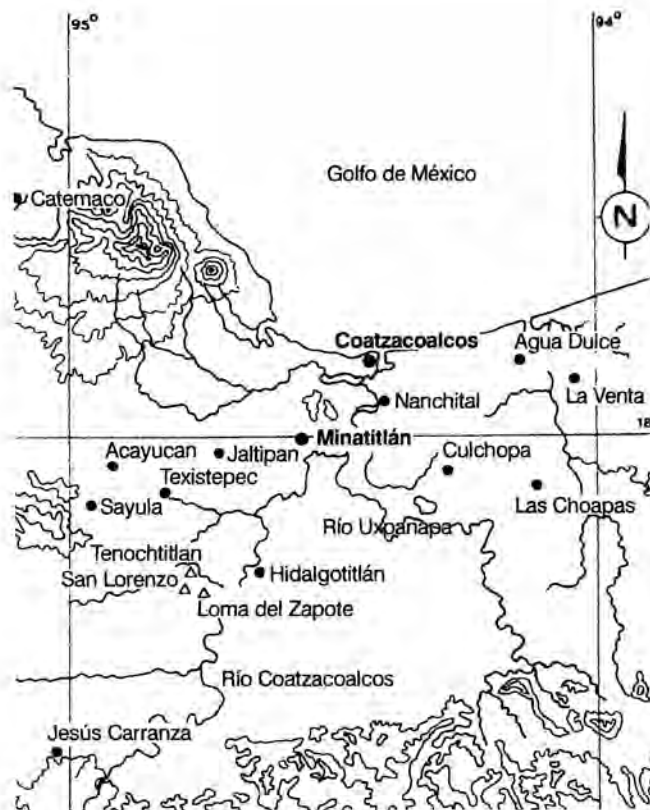 95°
94°
Golfo de México
Catemaco
N
Coatzacoalcos
Agua Dulce
La Venta
Nanchital
18
Minatitlán
Acayucan
Jaltipan
Culchopa
Texistepec
Sayula
Las Choapas
Río Uxpanapa
Tenochtitlan
San Lorenzo
Hidalgotitlán
Loma del Zapote
Río Coatzacoalcos
Jesús Carranza